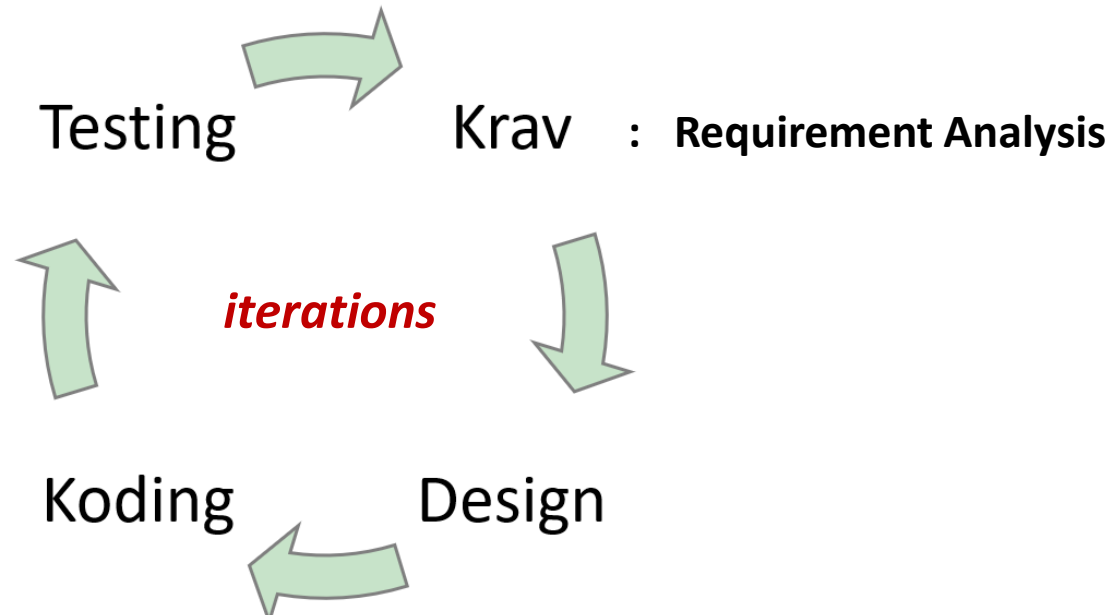 Testing
Krav : Requirement Analysis
iterations
Koding
Design